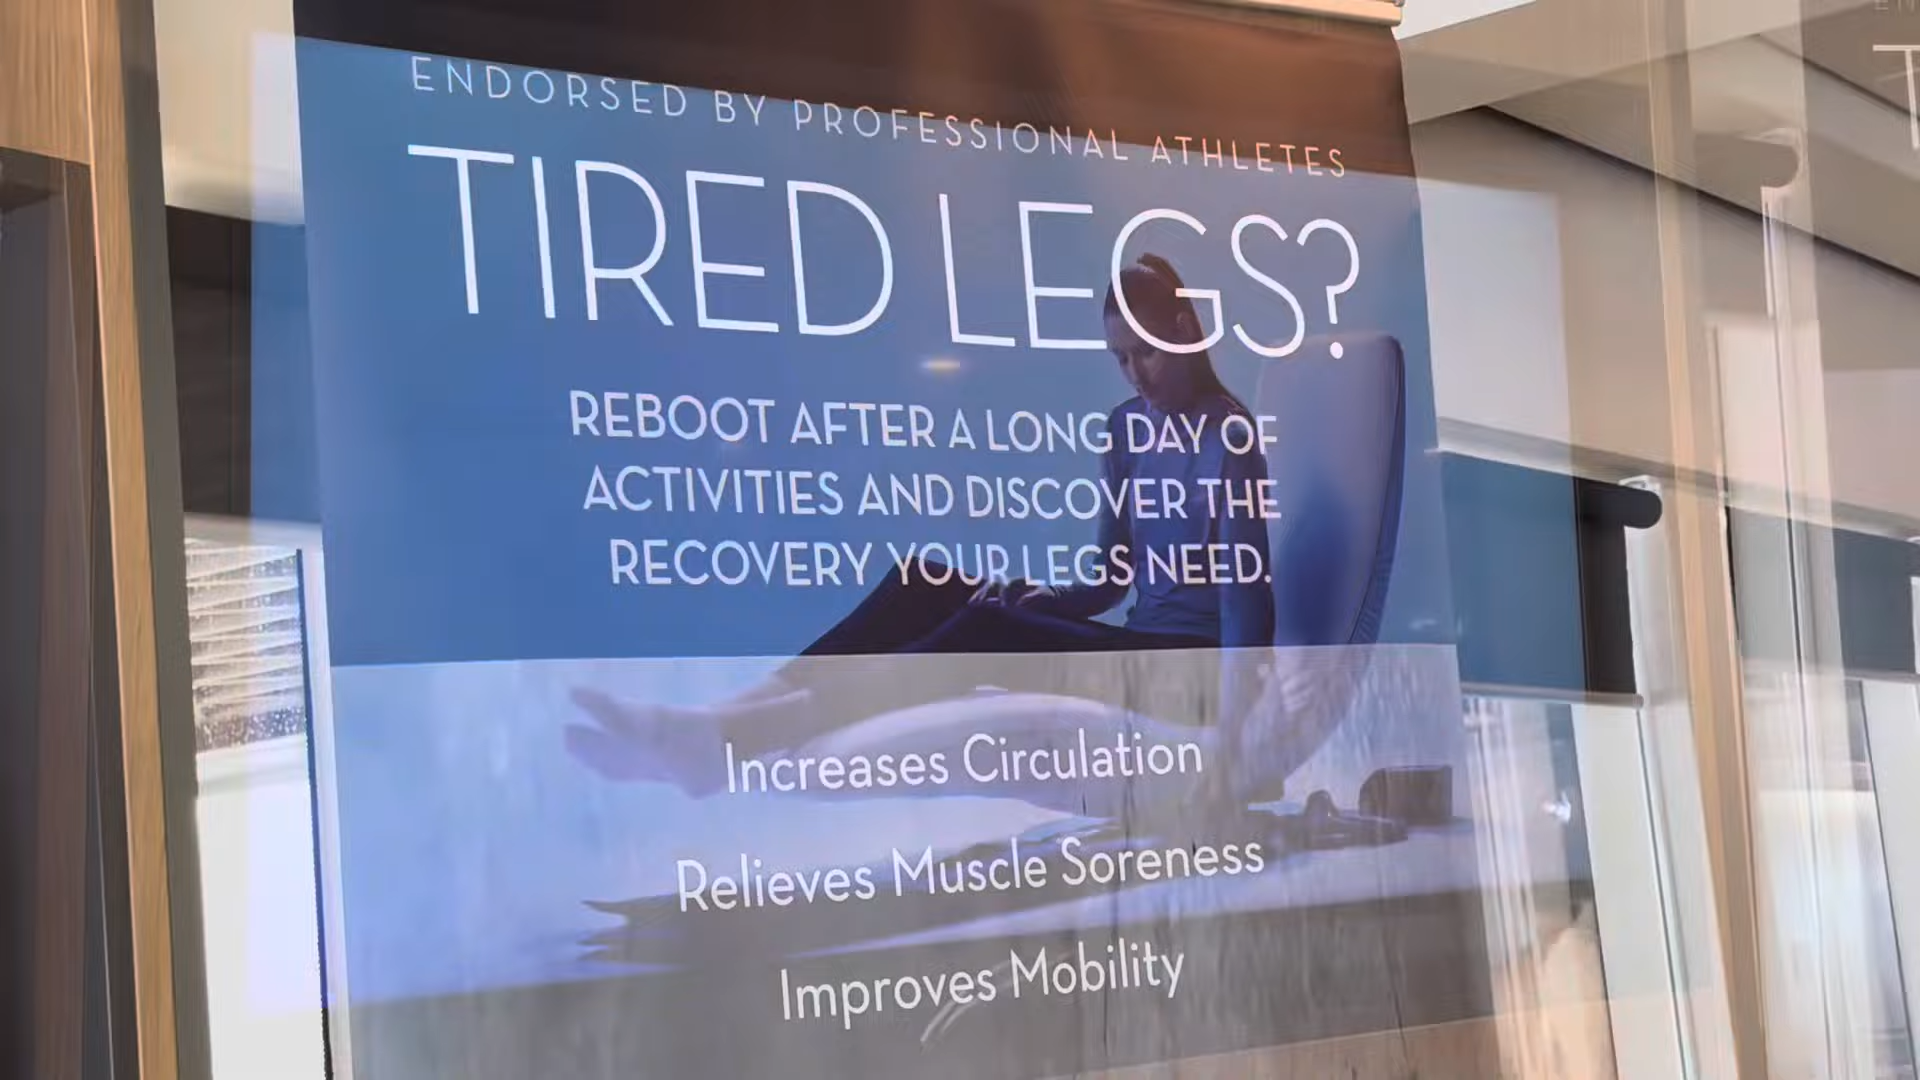 ENDORSED BY PROFESSIONAL ATHLETES
TIRED LEGS?
REBOOT AFTER A LONG DAY OF
ACTIVITIES AND DISCOVER THE
RECOVERY YOUR LEGS NEED.
Increases Circulation
Relieves Muscle Soreness
Improves Mobility